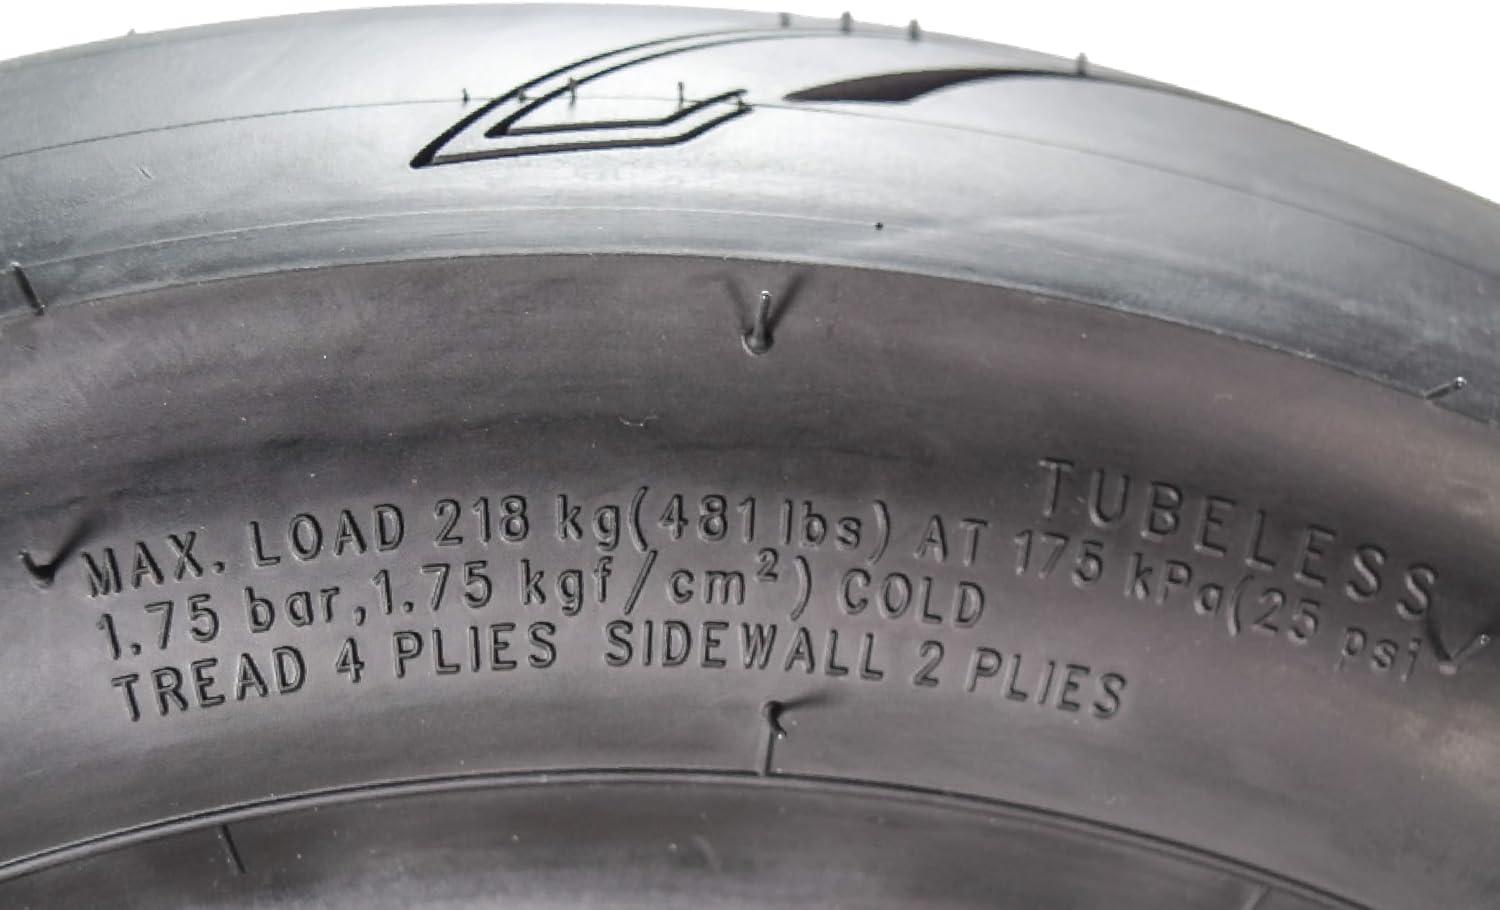 TUBELESS
MAX. LOAD 218 kg(481 lbs) AT 175 kPa(25 psi
1.75 bar,1.75 kgf/cm²) COLD
TREAD 4 PLIES SIDEWALL 2 PLIES